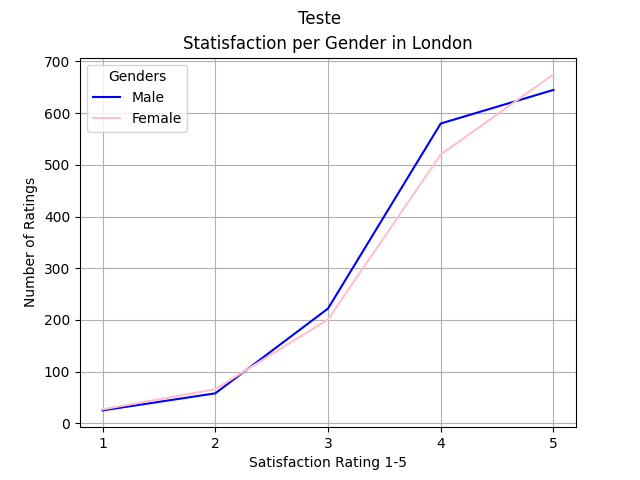 Teste
Statisfaction per Gender in London
Genders
Male
Female
Number of Ratings
700
600
500
400
300
200
100
0
1 2 3 4 5
Satisfaction Rating 1-5